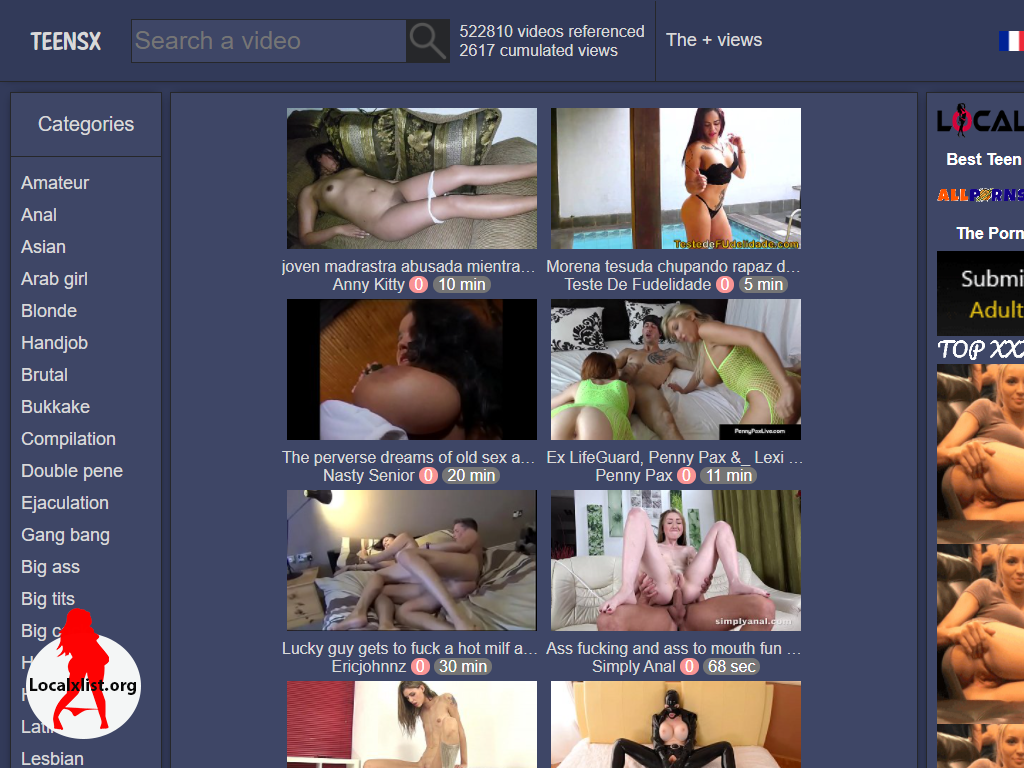 TEENSX
Search a video
522810 videos referenced
2617 cumulated views
The + views
Categories
Amateur
Anal
Asian
Arab girl
Blonde
Handjob
Brutal
Bukkake
Compilation
Double pene
Ejaculation
Gang bang
Big ass
Big tits
Big c
Localxlist.org
Lati
Lesbian
TestedeFUdelidade.com
joven madrastra abusada mientra…
Anny Kitty 0 10 min
Morena tesuda chupando rapaz d…
Teste De Fudelidade 0 5 min
PennyPaxLive.com
The perverse dreams of old sex a…
Nasty Senior 0 20 min
Ex LifeGuard, Penny Pax &_ Lexi …
Penny Pax 0 11 min
simplyanal.com
Lucky guy gets to fuck a hot milf a…
Ericjohnnz 0 30 min
Ass fucking and ass to mouth fun …
Simply Anal 0 68 sec
LOCAL
Best Teen
ALLPORNS
The Porn
Submi
Adult
TOP XX